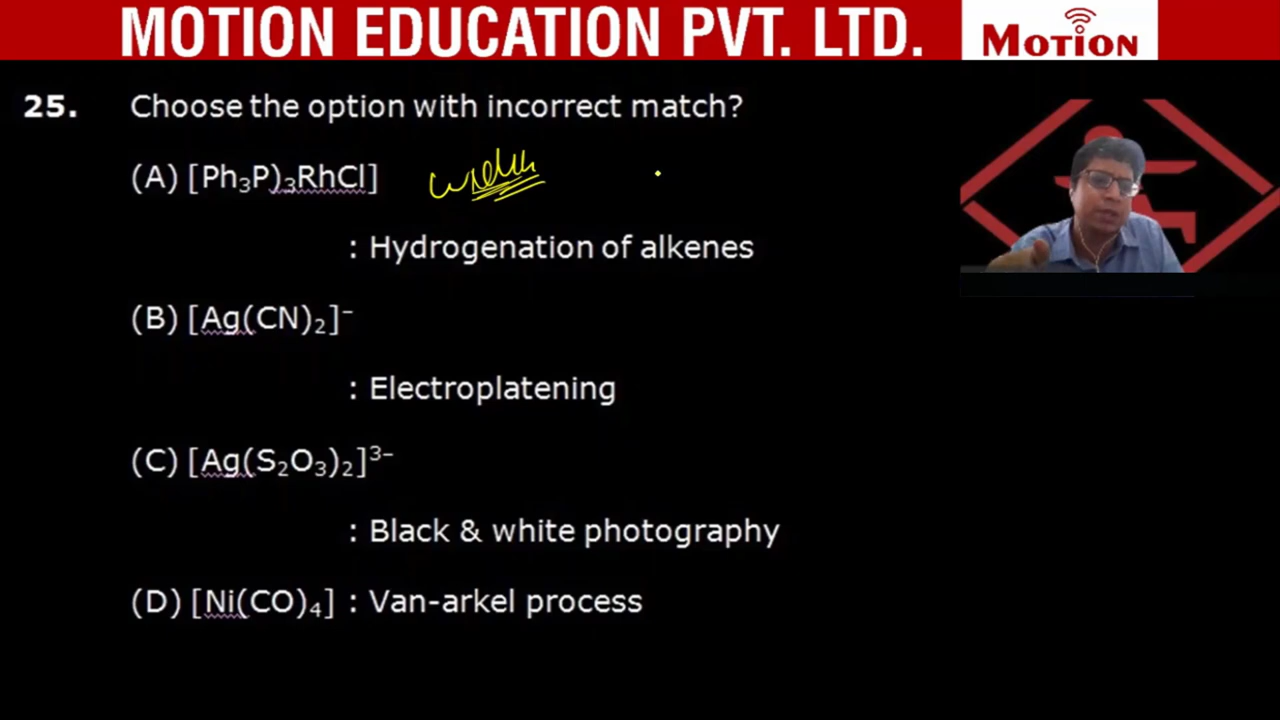 MOTION EDUCATION PVT. LTD.
MOTION
25. Choose the option with incorrect match?
(A) [Ph₃P)₃RhCl]
: Hydrogenation of alkenes
(B) [Ag(CN)₂]⁻
: Electroplatening
(C) [Ag(S₂O₃)₂]³⁻
: Black & white photography
(D) [Ni(CO)₄] : Van-arkel process